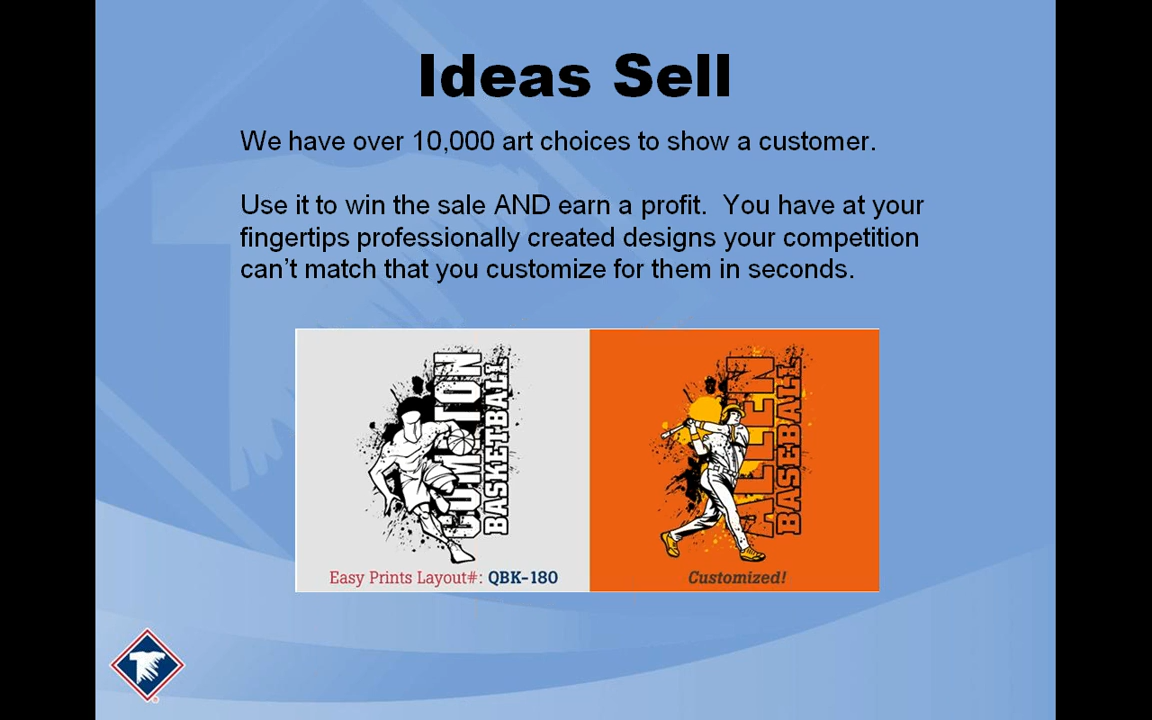 Ideas Sell
We have over 10,000 art choices to show a customer.
Use it to win the sale AND earn a profit.  You have at your
fingertips professionally created designs your competition
can’t match that you customize for them in seconds.
COMPTON
BASKETBALL
ALLEN
BASEBALL
Easy Prints Layout#: QBK-180
Customized!